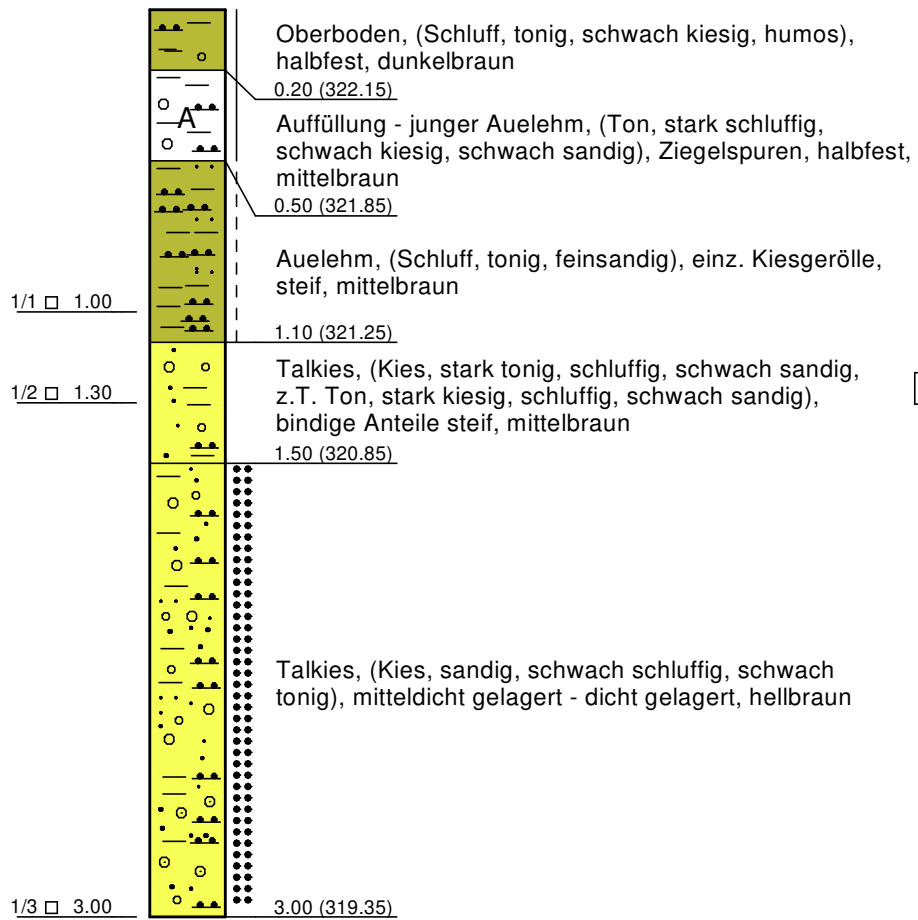 Oberboden, (Schluff, tonig, schwach kiesig, humos),
halbfest, dunkelbraun
0.20 (322.15)
A
Auffüllung - junger Auelehm, (Ton, stark schluffig,
schwach kiesig, schwach sandig), Ziegelspuren, halbfest,
mittelbraun
0.50 (321.85)
Auelehm, (Schluff, tonig, feinsandig), einz. Kiesgerölle,
steif, mittelbraun
1/1 □ 1.00
1.10 (321.25)
Talkies, (Kies, stark tonig, schluffig, schwach sandig,
z.T. Ton, stark kiesig, schluffig, schwach sandig),
bindige Anteile steif, mittelbraun
1/2 □ 1.30
1.50 (320.85)
Talkies, (Kies, sandig, schwach schluffig, schwach
tonig), mitteldicht gelagert - dicht gelagert, hellbraun
1/3 □ 3.00
3.00 (319.35)